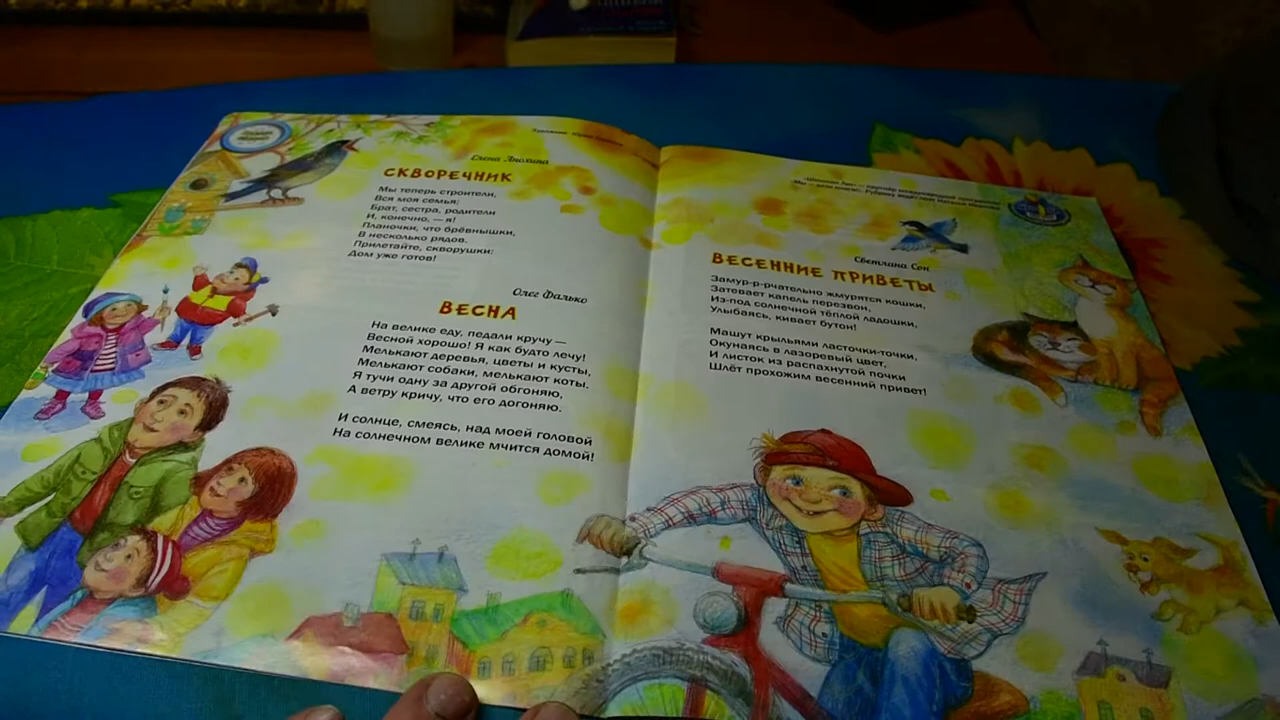 Елена Анохина
СКВОРЕЧНИК
Мы теперь строители,
Вся моя семья:
Брат, сестра, родители
И, конечно, — я!
Планочки, что брёвнышки,
В несколько рядов.
Прилетайте, скворушки:
Дом уже готов!
Олег Фалько
ВЕСНА
На велике еду, педали кручу —
Весной хорошо! Я как будто лечу!
Мелькают деревья, цветы и кусты,
Мелькают собаки, мелькают коты.
Я тучи одну за другой обгоняю,
А ветру кричу, что его догоняю.
И солнце, смеясь, над моей головой
На солнечном велике мчится домой!
Светлана Сон
ВЕСЕННИЕ ПРИВЕТЫ
Замур-р-рчательно жмурятся кошки,
Затевает капель перезвон,
Из-под солнечной тёплой ладошки,
Улыбаясь, кивает бутон!
Машут крыльями ласточки-точки,
Окунаясь в лазоревый цвет,
И листок из распахнутой почки
Шлёт прохожим весенний привет!